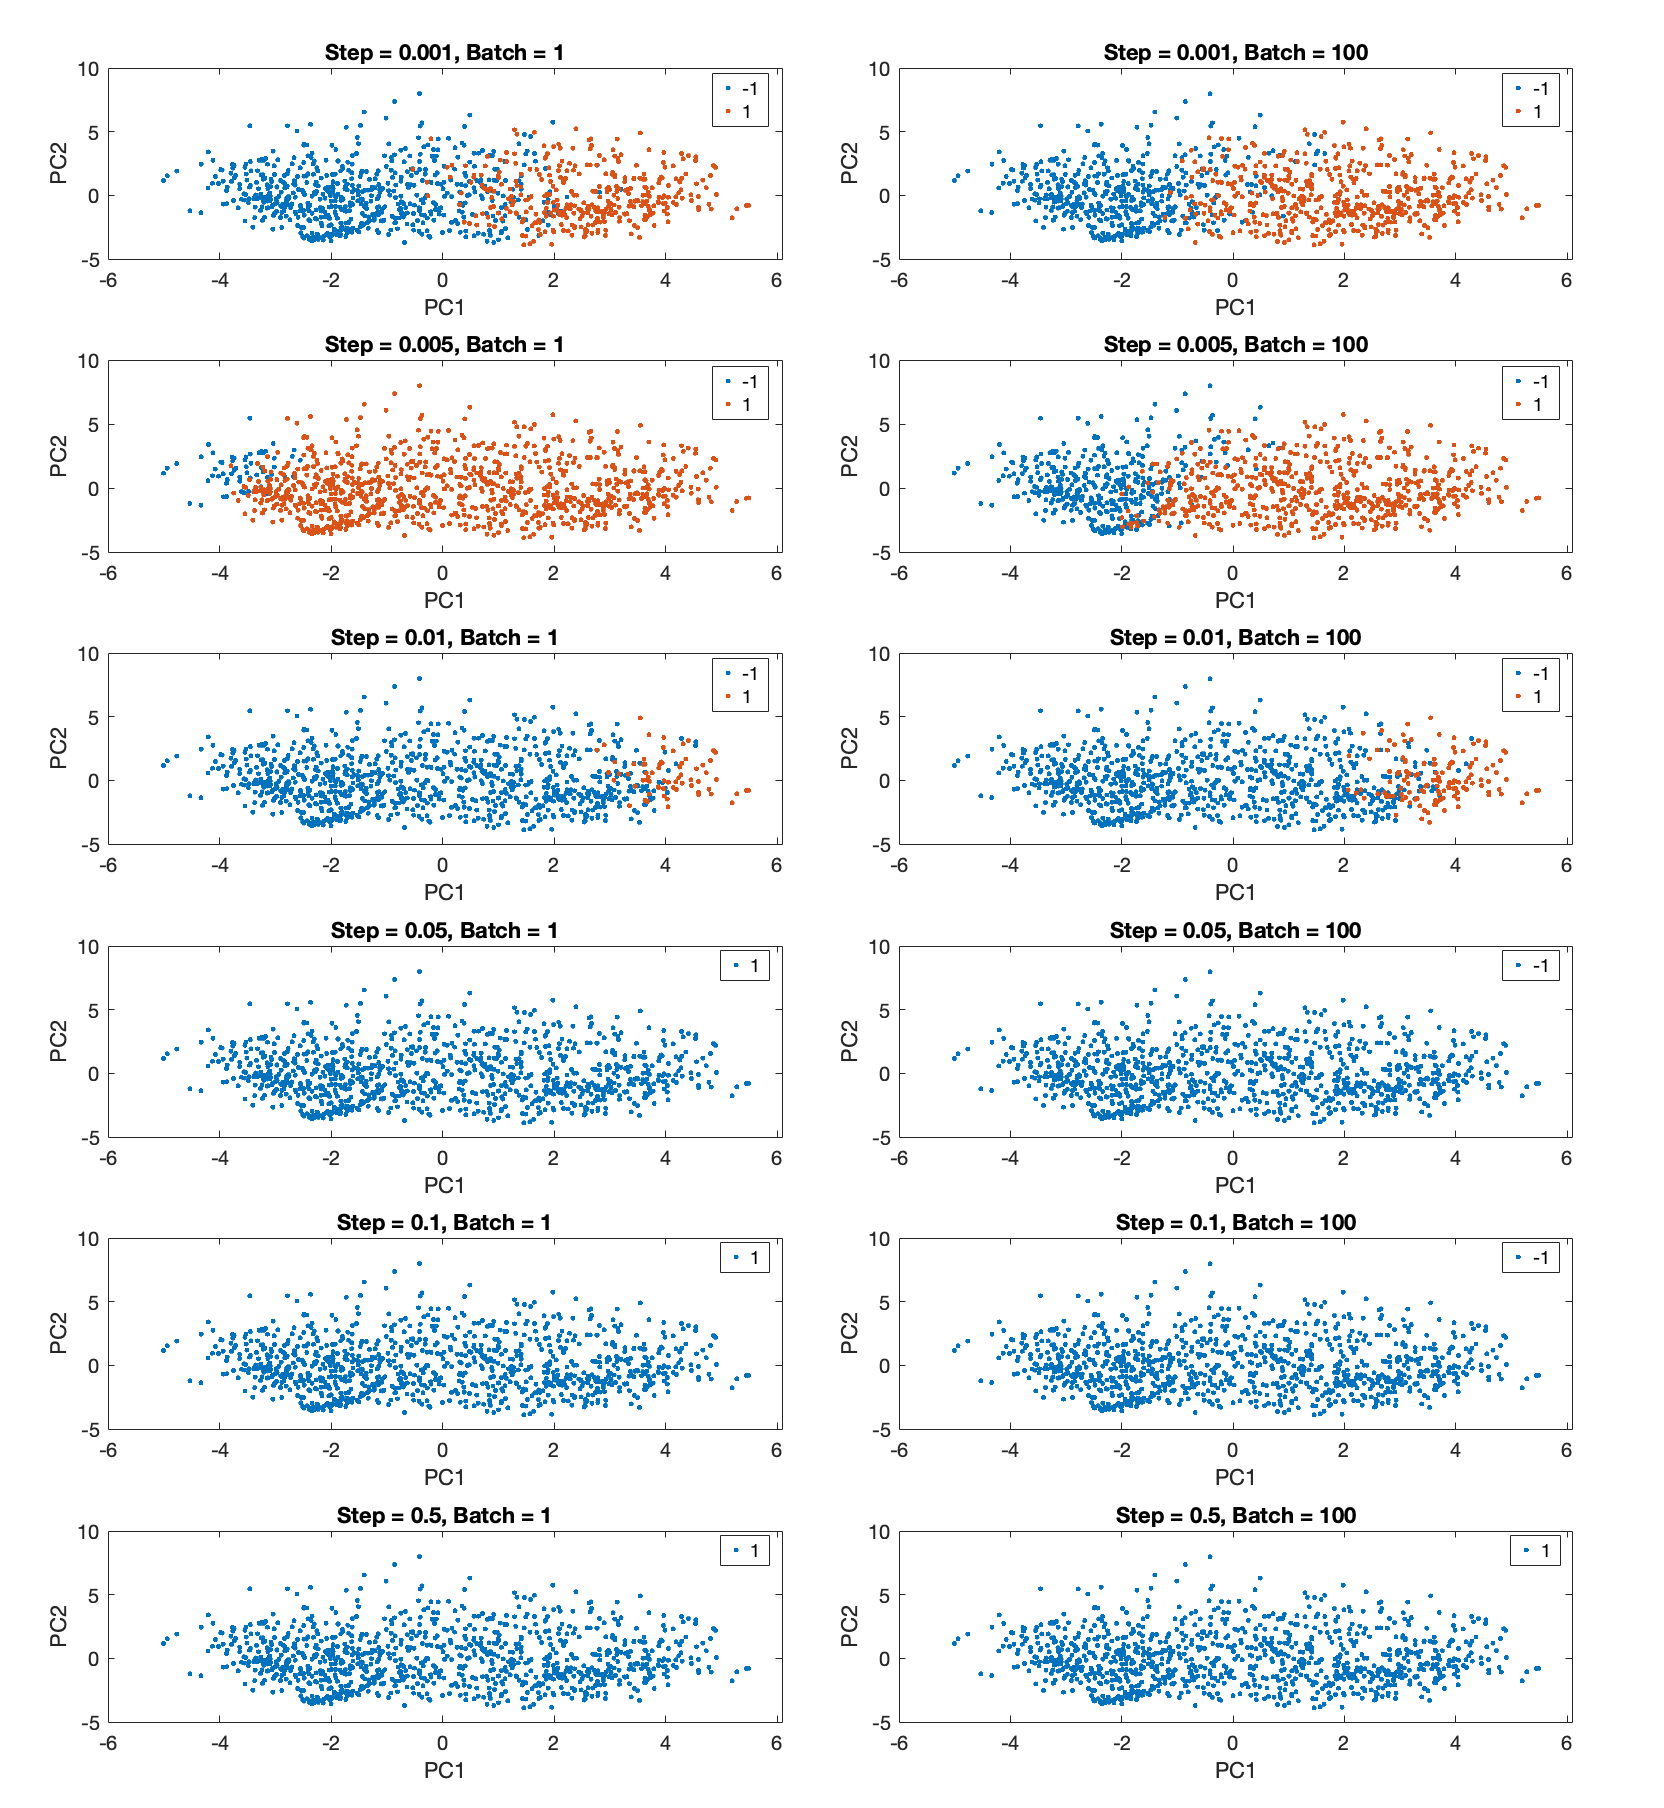 Step = 0.001, Batch = 1
10
5
0
-5
PC2
-1
1
-6 -4 -2 0 2 4 6
PC1
Step = 0.001, Batch = 100
10
5
0
-5
PC2
-1
1
-6 -4 -2 0 2 4 6
PC1
Step = 0.005, Batch = 1
10
5
0
-5
PC2
-1
1
-6 -4 -2 0 2 4 6
PC1
Step = 0.005, Batch = 100
10
5
0
-5
PC2
-1
1
-6 -4 -2 0 2 4 6
PC1
Step = 0.01, Batch = 1
10
5
0
-5
PC2
-1
1
-6 -4 -2 0 2 4 6
PC1
Step = 0.01, Batch = 100
10
5
0
-5
PC2
-1
1
-6 -4 -2 0 2 4 6
PC1
Step = 0.05, Batch = 1
10
5
0
-5
PC2
1
-6 -4 -2 0 2 4 6
PC1
Step = 0.05, Batch = 100
10
5
0
-5
PC2
-1
-6 -4 -2 0 2 4 6
PC1
Step = 0.1, Batch = 1
10
5
0
-5
PC2
1
-6 -4 -2 0 2 4 6
PC1
Step = 0.1, Batch = 100
10
5
0
-5
PC2
-1
-6 -4 -2 0 2 4 6
PC1
Step = 0.5, Batch = 1
10
5
0
-5
PC2
1
-6 -4 -2 0 2 4 6
PC1
Step = 0.5, Batch = 100
10
5
0
-5
PC2
1
-6 -4 -2 0 2 4 6
PC1